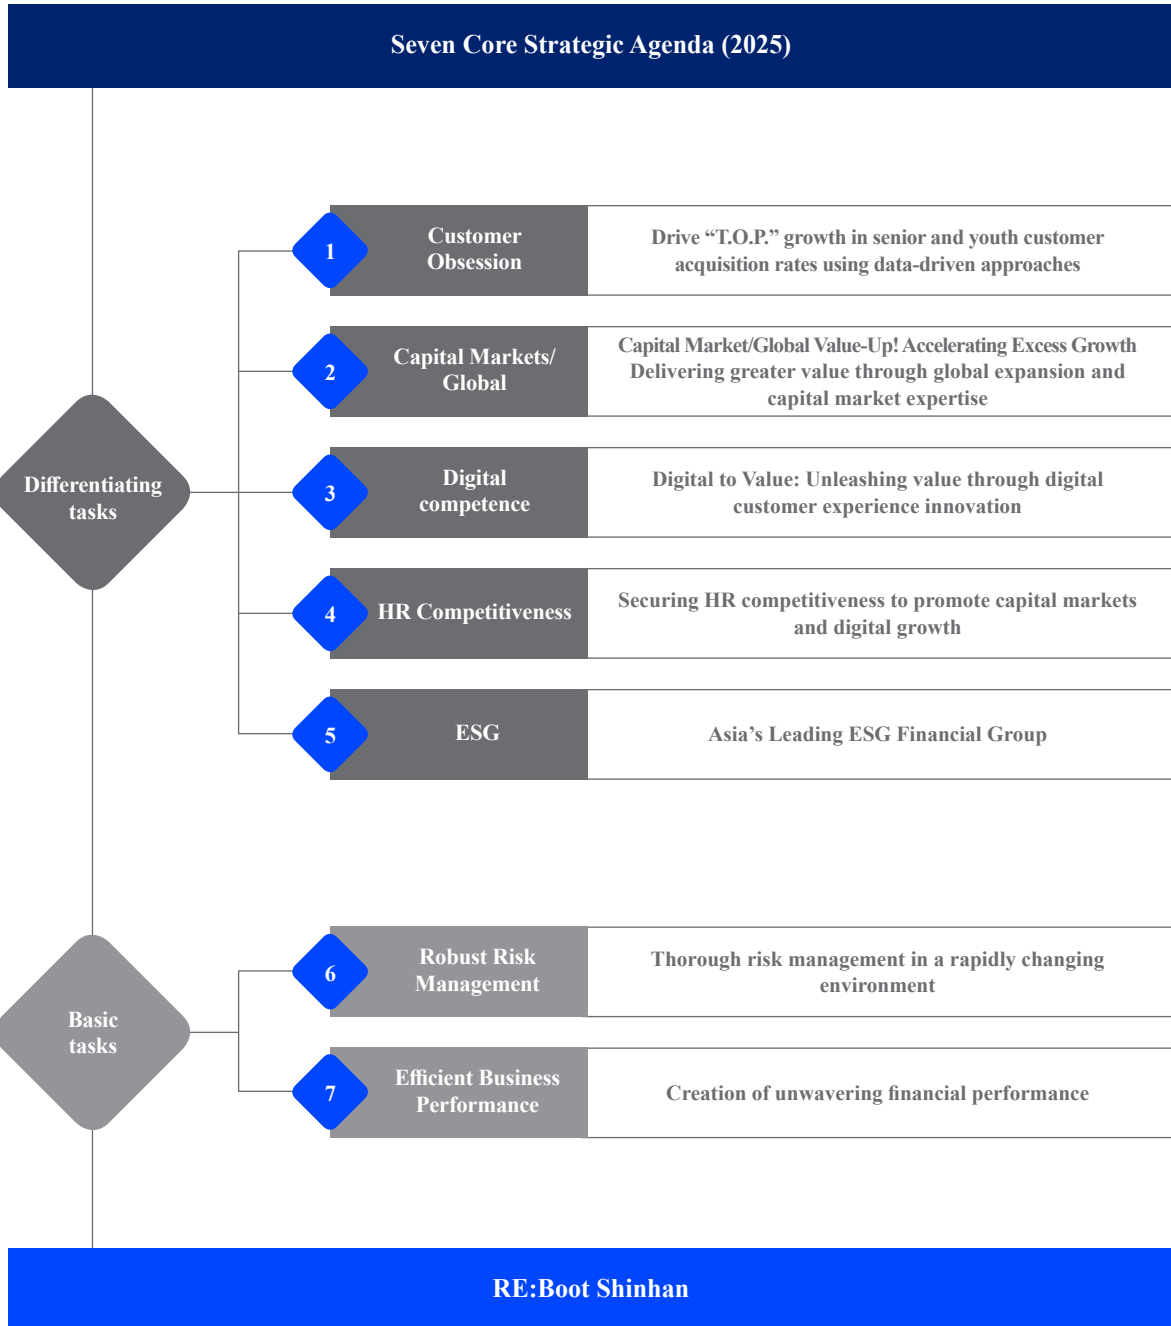 Seven Core Strategic Agenda (2025)
Differentiating
tasks
1
Customer
Obsession
Drive “T.O.P.” growth in senior and youth customer
acquisition rates using data-driven approaches
2
Capital Markets/
Global
Capital Market/Global Value-Up! Accelerating Excess Growth
Delivering greater value through global expansion and
capital market expertise
3
Digital
competence
Digital to Value: Unleashing value through digital
customer experience innovation
4
HR Competitiveness
Securing HR competitiveness to promote capital markets
and digital growth
5
ESG
Asia’s Leading ESG Financial Group
Basic
tasks
6
Robust Risk
Management
Thorough risk management in a rapidly changing
environment
7
Efficient Business
Performance
Creation of unwavering financial performance
RE:Boot Shinhan